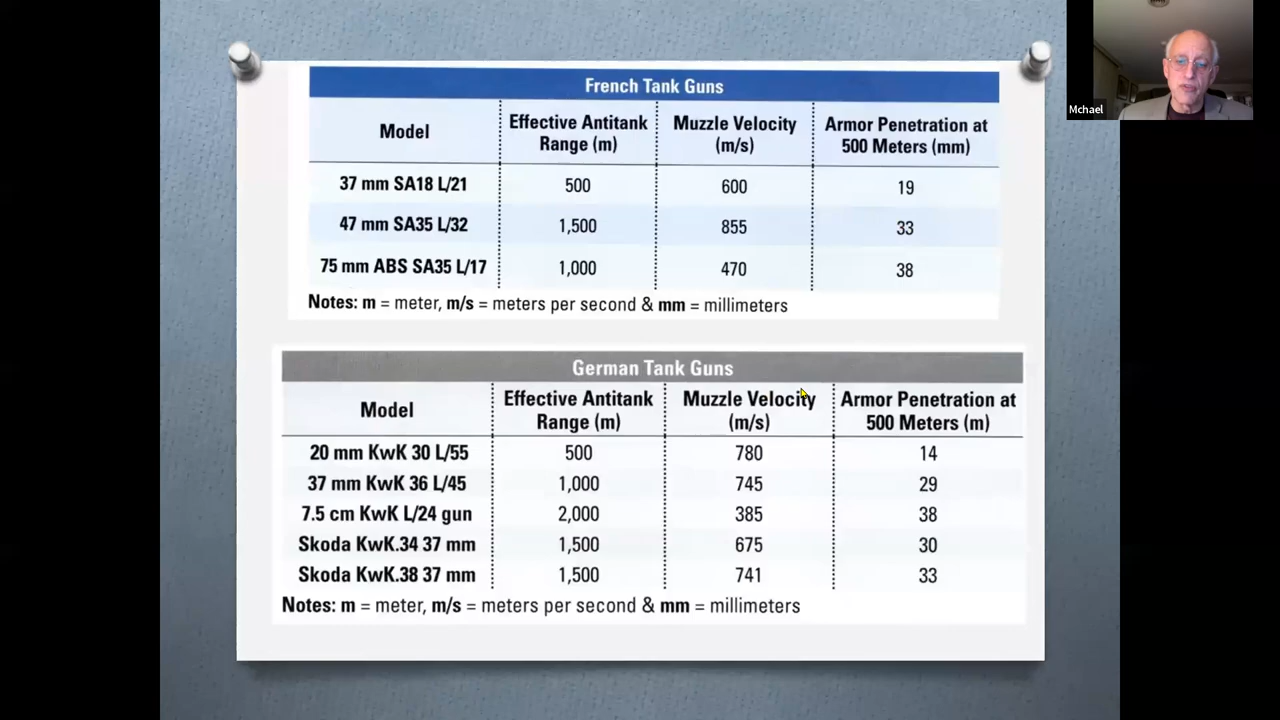 Mchael
French Tank Guns
Model
Effective Antitank
Range (m)
Muzzle Velocity
(m/s)
Armor Penetration at
500 Meters (mm)
37 mm SA18 L/21 500 600 19
47 mm SA35 L/32 1,500 855 33
75 mm ABS SA35 L/17 1,000 470 38
Notes: m = meter, m/s = meters per second & mm = millimeters
German Tank Guns
Model
Effective Antitank
Range (m)
Muzzle Velocity
(m/s)
Armor Penetration at
500 Meters (m)
20 mm KwK 30 L/55 500 780 14
37 mm KwK 36 L/45 1,000 745 29
7.5 cm KwK L/24 gun 2,000 385 38
Skoda KwK.34 37 mm 1,500 675 30
Skoda KwK.38 37 mm 1,500 741 33
Notes: m = meter, m/s = meters per second & mm = millimeters